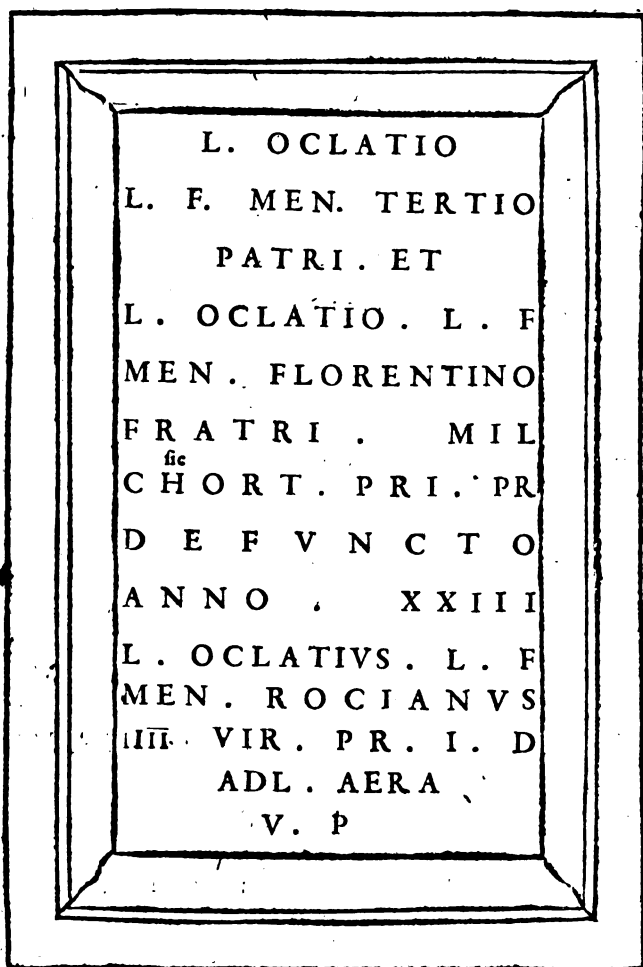 L. OCLATIO
L. F. MEN. TERTIO
PATRI. ET
L. OCLATIO. L. F
MEN. FLORENTINO
FRATRI. MIL
sic
CHORT. PRI. PR
DEFVNCTO
ANNO. XXIII
L. OCLATIVS. L. F
MEN. ROCIANVS
IIII. VIR. PR. I. D
ADL. AERA
V. P